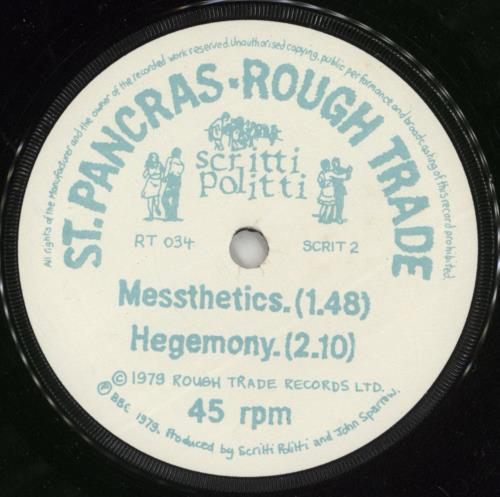 All rights of the Manufacturer and the owner of the recorded work reserved. Unauthorised copying, public performance and broadcasting of this record prohibited.
ST. PANCRAS · ROUGH TRADE
scritti
politti
RT 034
SCRIT 2
Messthetics. (1.48)
Hegemony. (2.10)
© 1979 ROUGH TRADE RECORDS LTD.
℗ BBC 1979. Produced by Scritti Politti and John Sparrow.
45 rpm